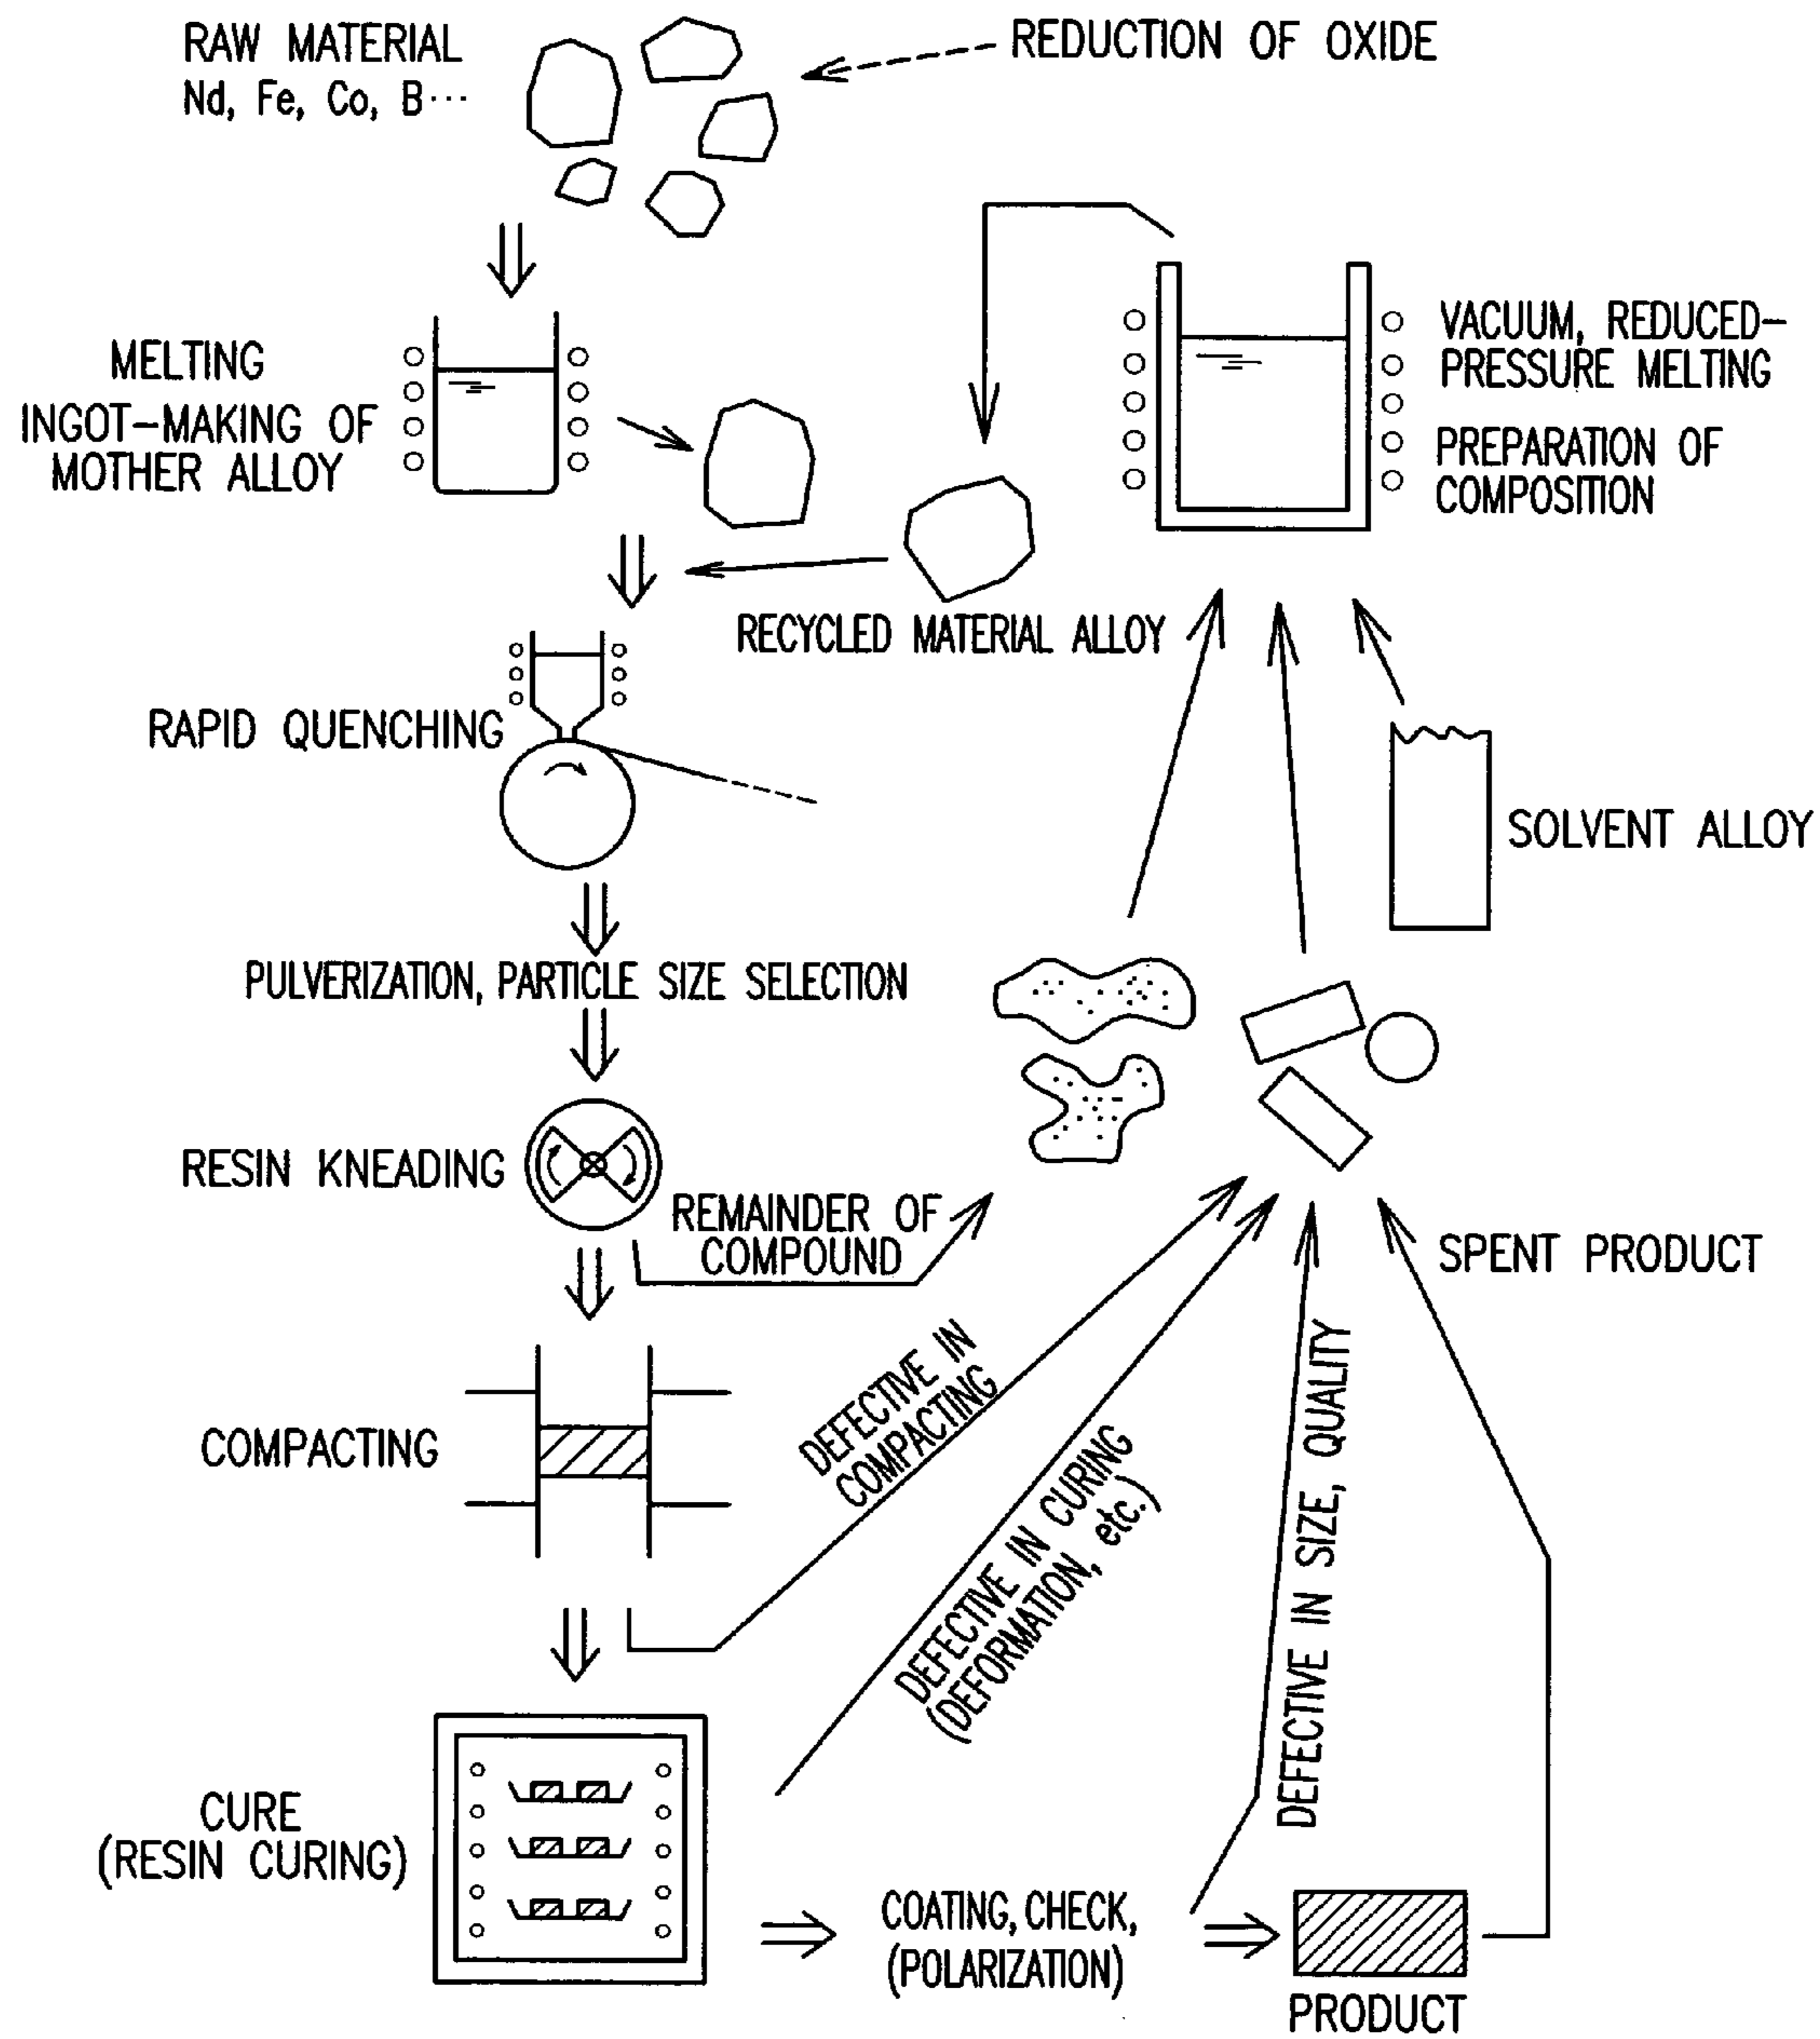 RAW MATERIAL
Nd, Fe, Co, B···
REDUCTION OF OXIDE
MELTING
INGOT-MAKING OF
MOTHER ALLOY
VACUUM, REDUCED-
PRESSURE MELTING
PREPARATION OF
COMPOSITION
RECYCLED MATERIAL ALLOY
RAPID QUENCHING
SOLVENT ALLOY
PULVERIZATION, PARTICLE SIZE SELECTION
RESIN KNEADING
REMAINDER OF
COMPOUND
SPENT PRODUCT
COMPACTING
DEFECTIVE IN
COMPACTING
DEFECTIVE IN CURING
(DEFORMATION, etc.)
DEFECTIVE IN SIZE, QUALITY
CURE
(RESIN CURING)
COATING, CHECK,
(POLARIZATION)
PRODUCT